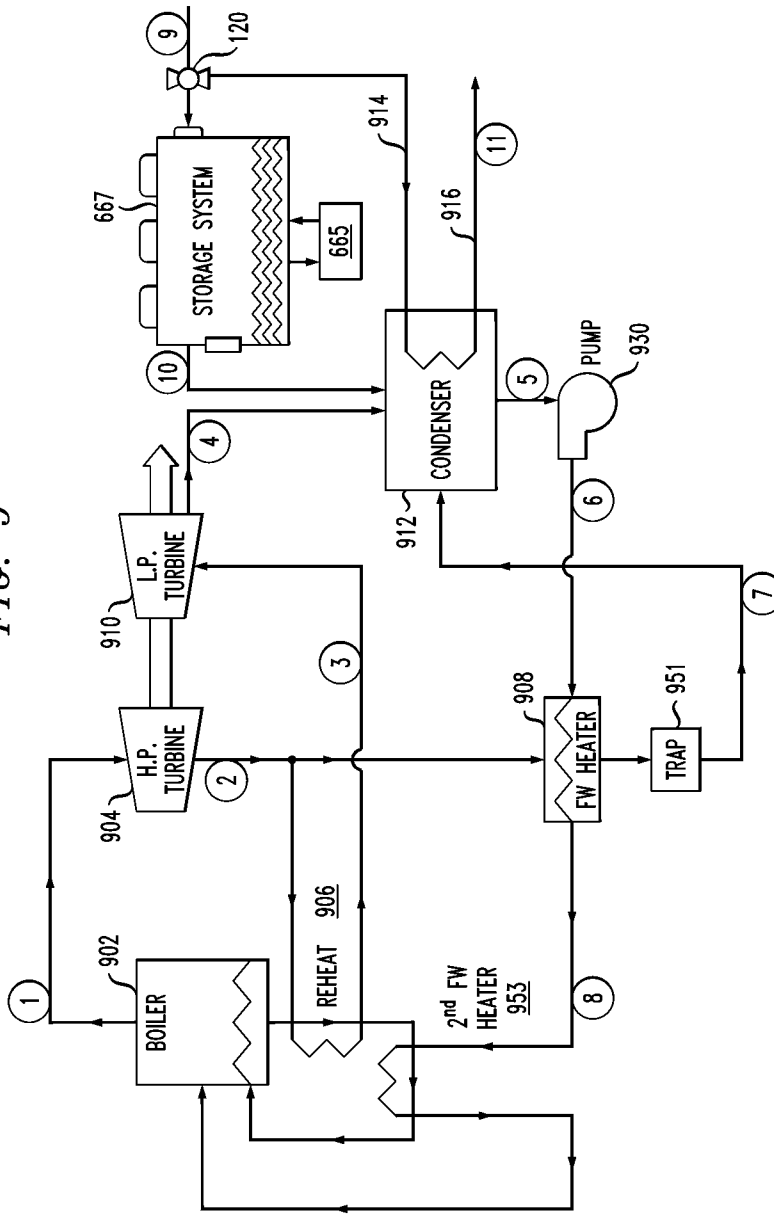 FIG. 9
1
902
BOILER
904
H.P.
TURBINE
2
REHEAT
906
2nd FW
HEATER
953
8
910
L.P.
TURBINE
3
4
908
FW HEATER
TRAP
951
7
6
PUMP
930
5
912
CONDENSER
10
667
STORAGE SYSTEM
665
9
120
914
916
11